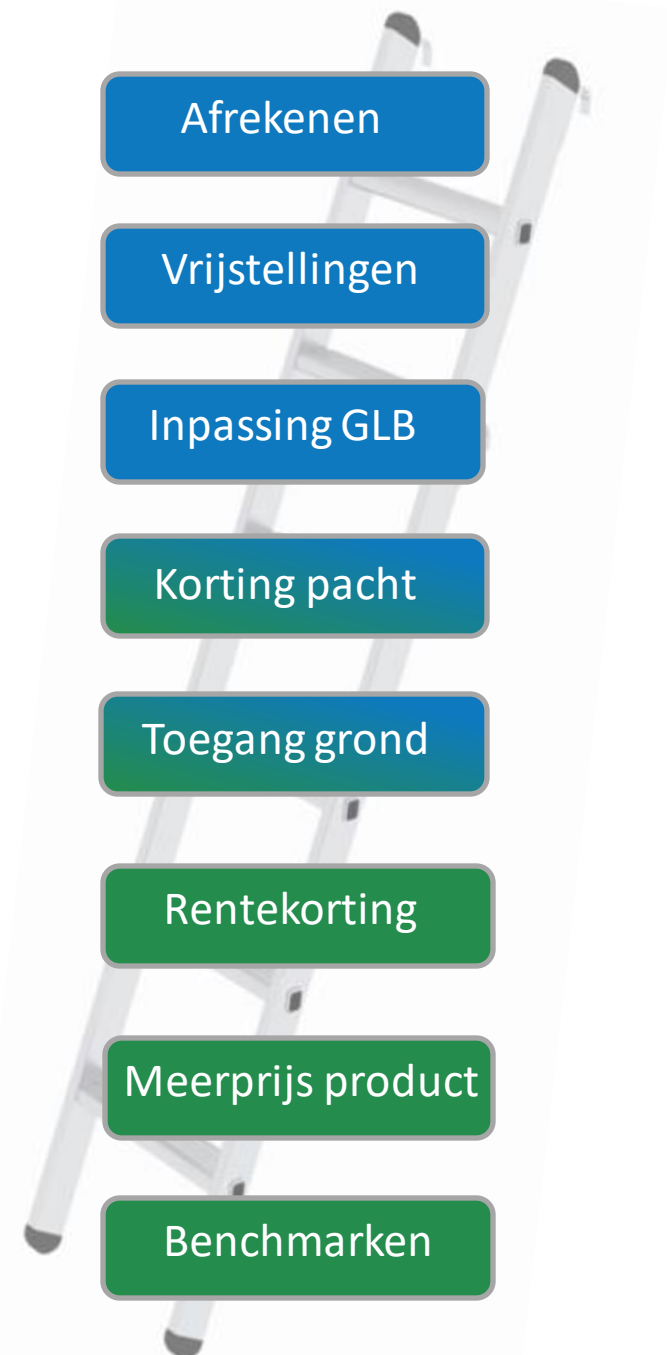 Afrekenen
Vrijstellingen
Inpassing GLB
Korting pacht
Toegang grond
Rentekorting
Meerprijs product
Benchmarken